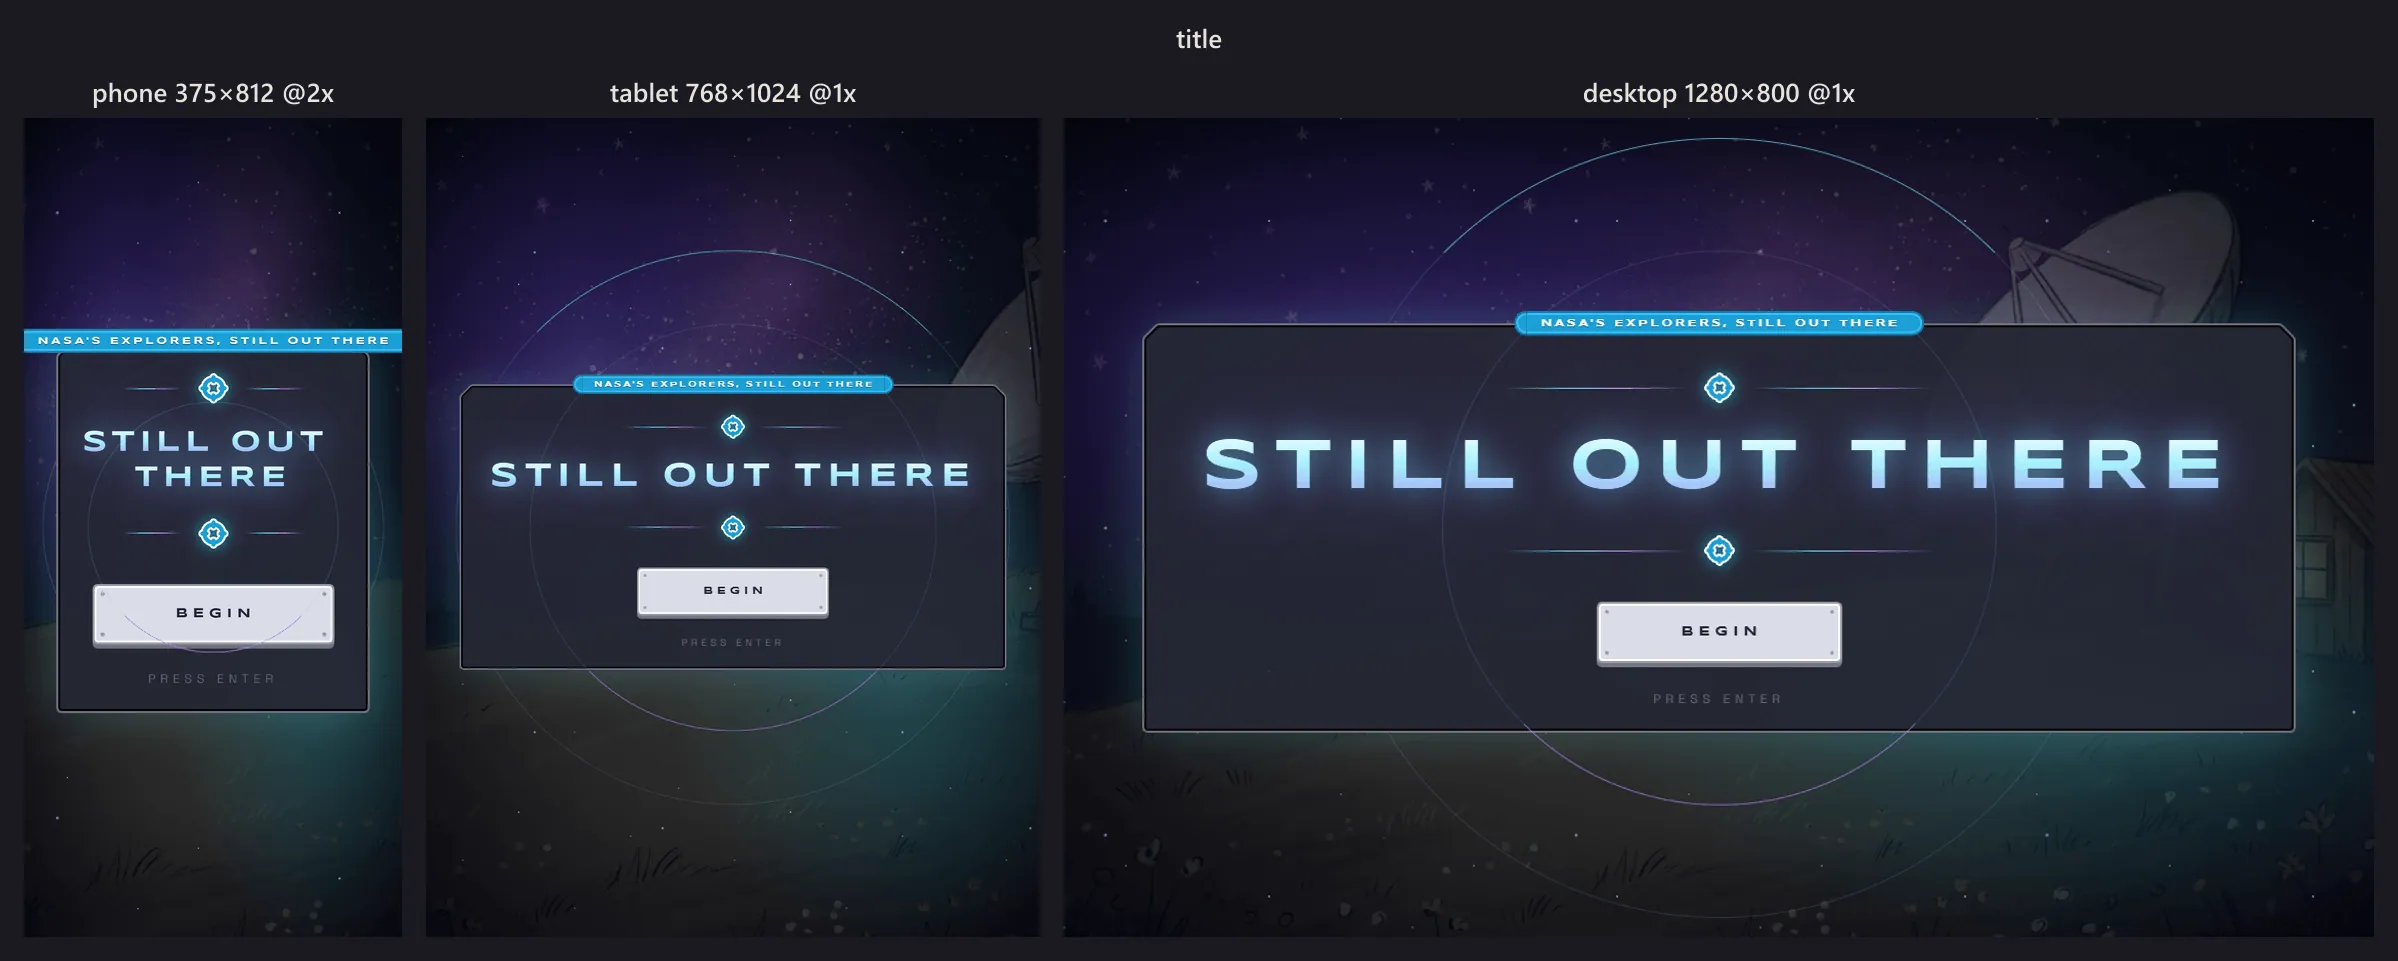 title
phone 375×812 @2x
NASA'S EXPLORERS, STILL OUT THERE
STILL OUT
THERE
BEGIN
PRESS ENTER
tablet 768×1024 @1x
NASA'S EXPLORERS, STILL OUT THERE
STILL OUT THERE
BEGIN
PRESS ENTER
desktop 1280×800 @1x
NASA'S EXPLORERS, STILL OUT THERE
STILL OUT THERE
BEGIN
PRESS ENTER